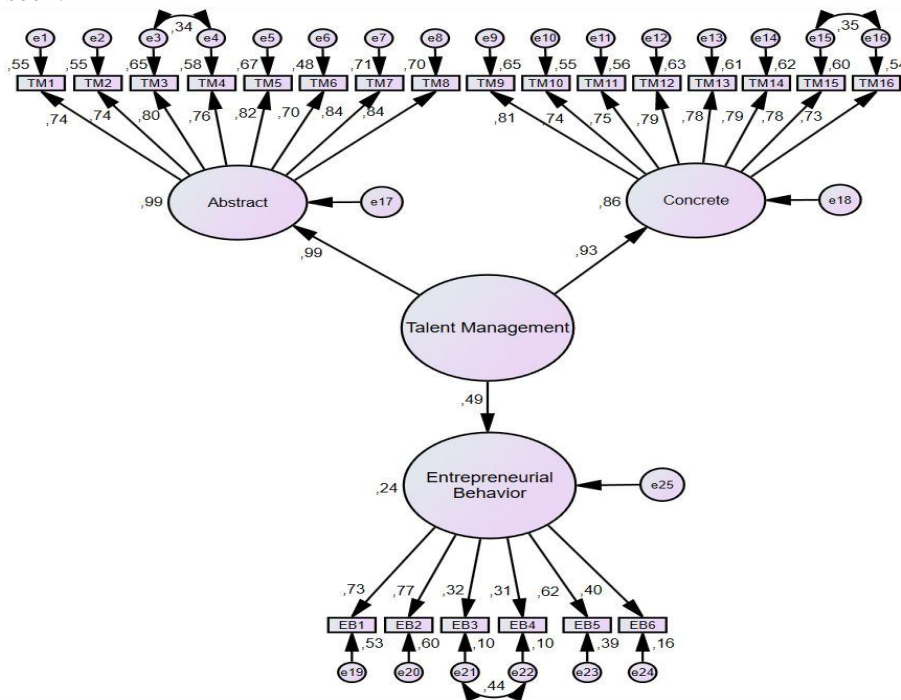 ,34
,35
e1 e2 e3 e4 e5 e6 e7 e8 e9 e10 e11 e12 e13 e14 e15 e16
,55 ,55 ,65 ,58 ,67 ,48 ,71 ,70 ,65 ,55 ,56 ,63 ,61 ,62 ,60 ,54
TM1 TM2 TM3 TM4 TM5 TM6 TM7 TM8 TM9 TM10 TM11 TM12 TM13 TM14 TM15 TM16
,74 ,74 ,80 ,76 ,82 ,70 ,84 ,84 ,81 ,74 ,75 ,79 ,78 ,79 ,78 ,73
,99 Abstract e17 ,86 Concrete e18
,99 ,93
Talent Management
,49
Entrepreneurial
Behavior
,24 e25
,73 ,77 ,32 ,31 ,62 ,40
EB1 EB2 EB3 EB4 EB5 EB6
,53 ,60 ,10 ,10 ,39 ,16
e19 e20 e21 e22 e23 e24
,44